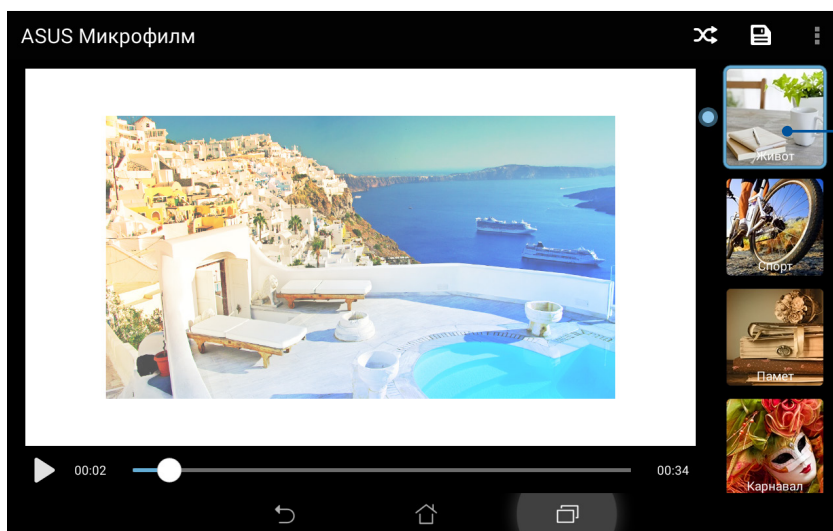 ASUS Микрофилм
Живот
Спорт
Памет
Карнавал
00:02
00:34